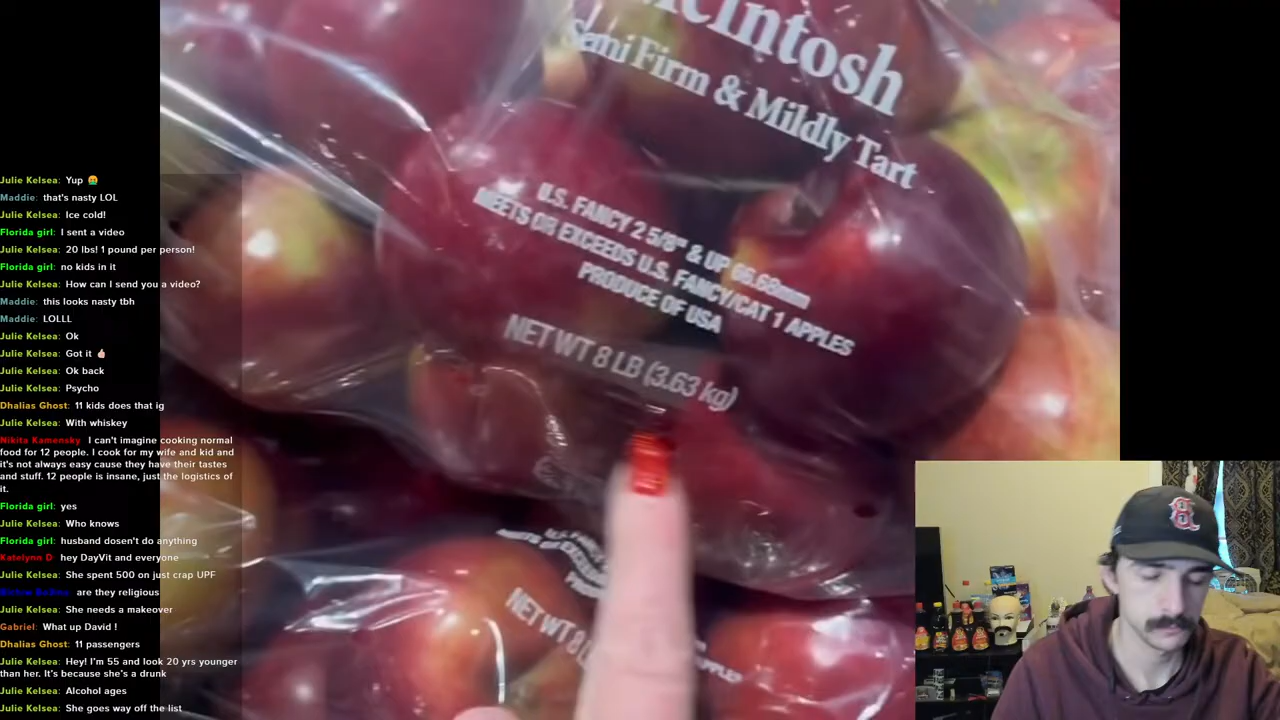 McIntosh
Semi Firm & Mildly Tart
U.S. FANCY 2 5/8" & UP 66.68mm
MEETS OR EXCEEDS U.S. FANCY/CAT 1 APPLES
PRODUCE OF USA
NET WT 8 LB (3.63 kg)
NET WT 8 L
Julie Kelsea: Yup 🤮
Maddie: that's nasty LOL
Julie Kelsea: Ice cold!
Florida girl: I sent a video
Julie Kelsea: 20 lbs! 1 pound per person!
Florida girl: no kids in it
Julie Kelsea: How can I send you a video?
Maddie: this looks nasty tbh
Maddie: LOLLL
Julie Kelsea: Ok
Julie Kelsea: Got it 👍🏻
Julie Kelsea: Ok back
Julie Kelsea: Psycho
Dhalias Ghost: 11 kids does that ig
Julie Kelsea: With whiskey
Nikita Kamensky: I can't imagine cooking normal
food for 12 people. I cook for my wife and kid and
it's not always easy cause they have their tastes
and stuff. 12 people is insane, just the logistics of
it.
Florida girl: yes
Julie Kelsea: Who knows
Florida girl: husband dosen't do anything
Katelynn D: hey DayVit and everyone
Julie Kelsea: She spent 500 on just crap UPF
are they religious
Julie Kelsea: She needs a makeover
Gabriel: What up David !
Dhalias Ghost: 11 passengers
Julie Kelsea: Hey! I'm 55 and look 20 yrs younger
than her. It's because she's a drunk
Julie Kelsea: Alcohol ages
Julie Kelsea: She goes way off the list
B